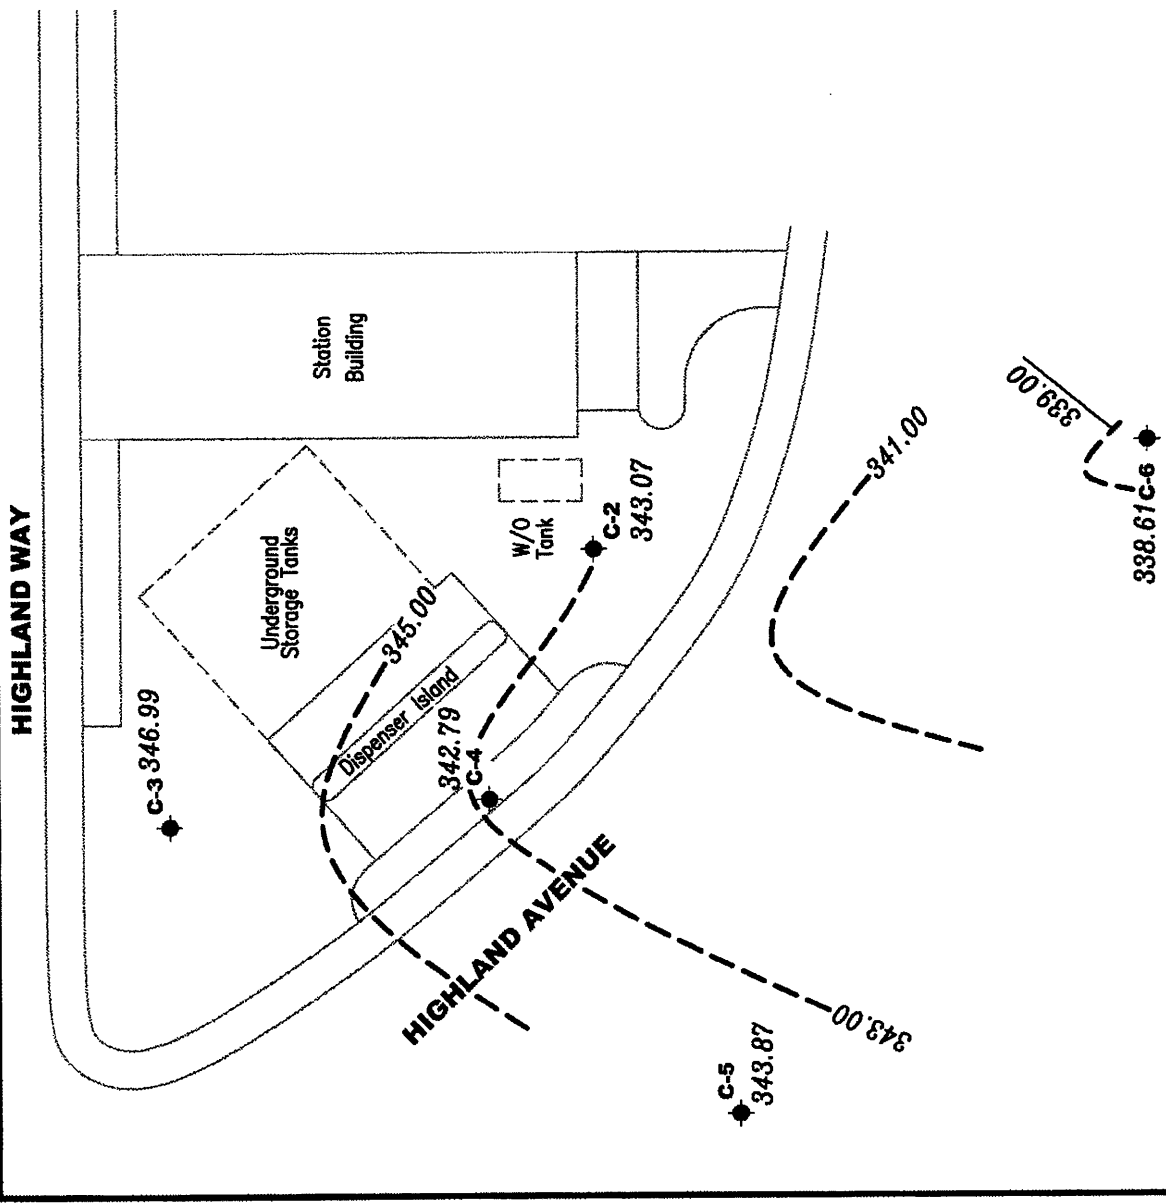 HIGHLAND WAY
C-3 346.99
Underground
Storage Tanks
Station
Building
345.00
Dispenser Island
W/O
Tank
C-2
343.07
342.79
C-4
HIGHLAND AVENUE
341.00
339.00
338.61 C-6
343.00
C-5
343.87